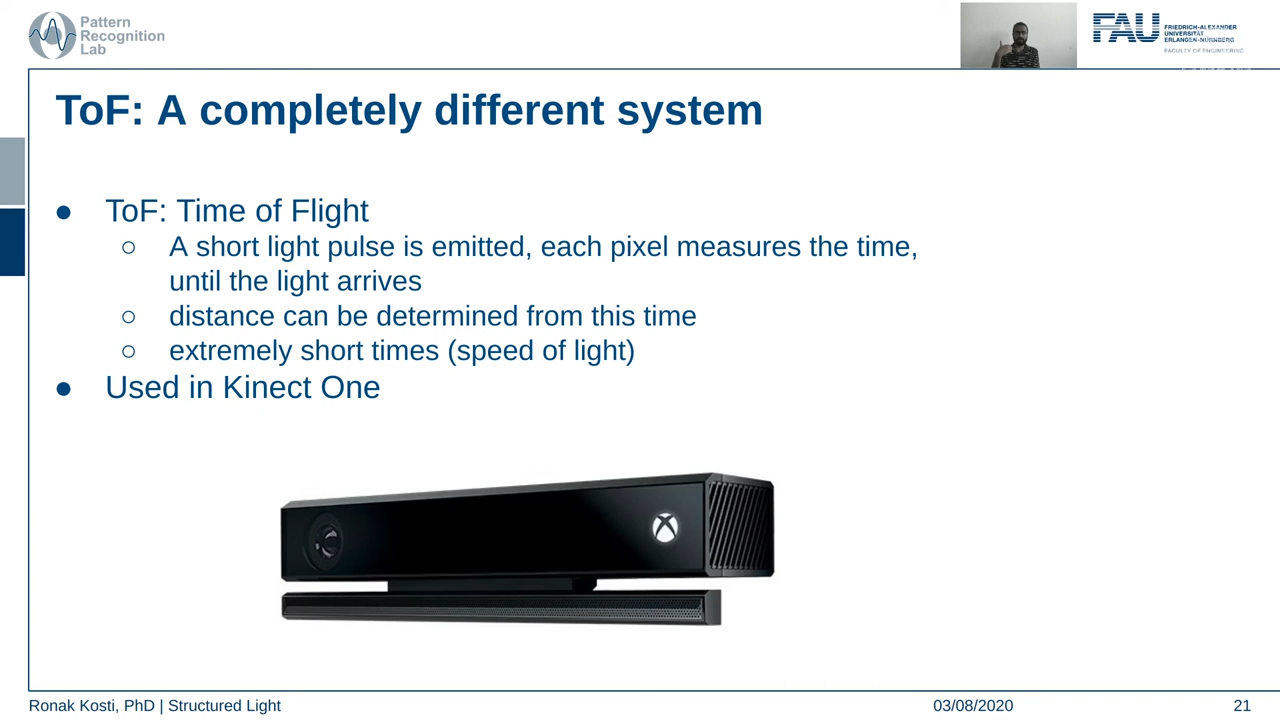 Pattern
Recognition
Lab
FAU
FRIEDRICH-ALEXANDER
UNIVERSITÄT
ERLANGEN-NÜRNBERG
FACULTY OF ENGINEERING
ToF: A completely different system
● ToF: Time of Flight
○ A short light pulse is emitted, each pixel measures the time,
until the light arrives
○ distance can be determined from this time
○ extremely short times (speed of light)
● Used in Kinect One
Ronak Kosti, PhD | Structured Light
03/08/2020
21